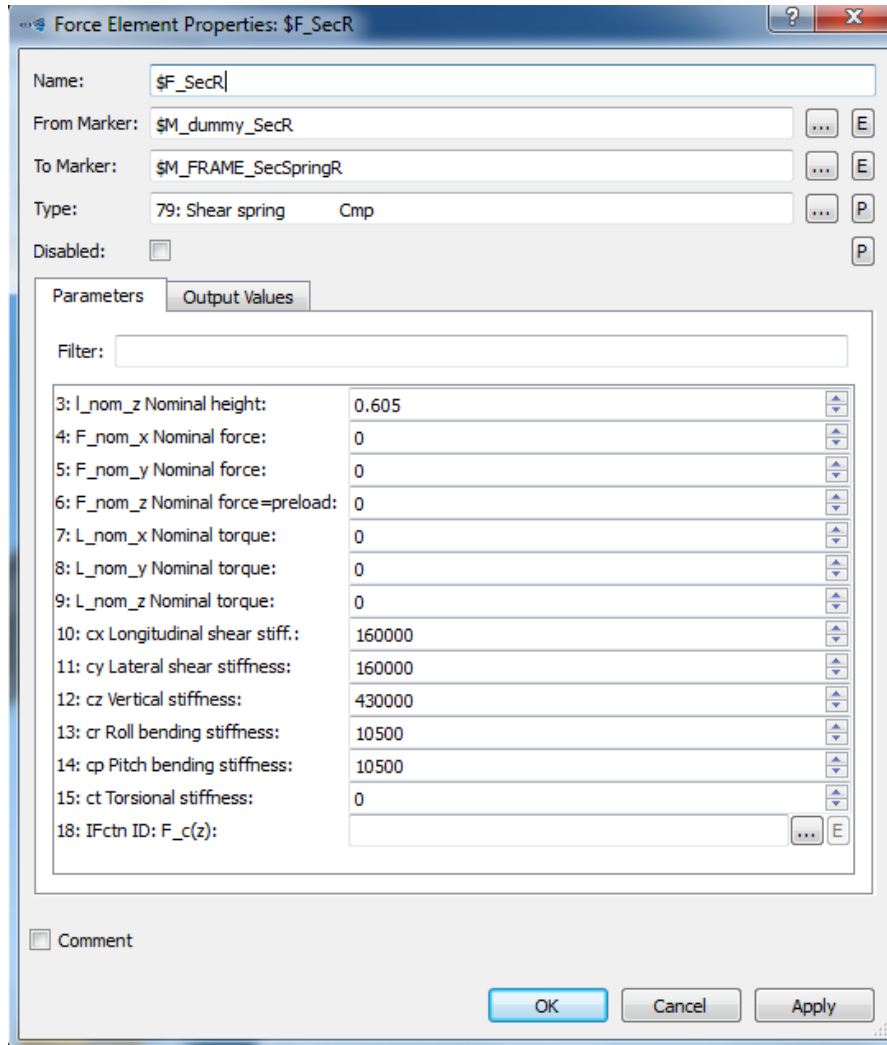 Force Element Properties: $F_SecR ? X
Name: $F_SecR
From Marker: $M_dummy_SecR ... E
To Marker: $M_FRAME_SecSpringR ... E
Type: 79: Shear spring Cmp ... P
Disabled: P
Parameters Output Values
Filter:
3: l_nom_z Nominal height: 0.605
4: F_nom_x Nominal force: 0
5: F_nom_y Nominal force: 0
6: F_nom_z Nominal force=preload: 0
7: L_nom_x Nominal torque: 0
8: L_nom_y Nominal torque: 0
9: L_nom_z Nominal torque: 0
10: cx Longitudinal shear stiff.: 160000
11: cy Lateral shear stiffness: 160000
12: cz Vertical stiffness: 430000
13: cr Roll bending stiffness: 10500
14: cp Pitch bending stiffness: 10500
15: ct Torsional stiffness: 0
18: IFctn ID: F_c(z): ... E
Comment
OK Cancel Apply